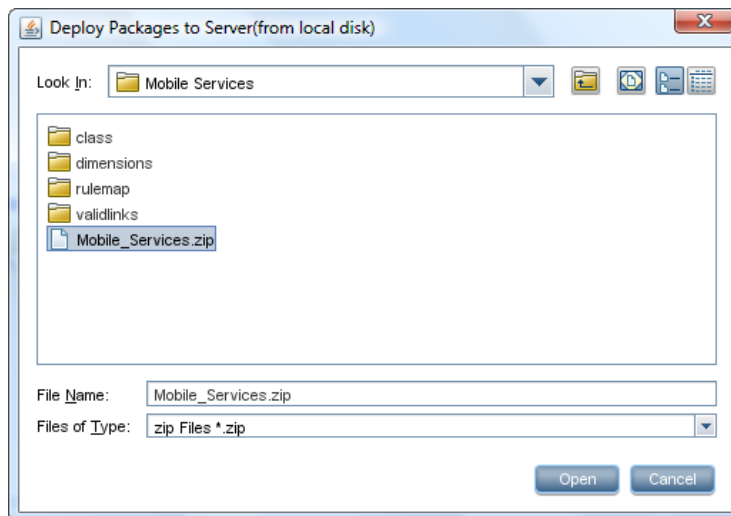 Deploy Packages to Server(from local disk)
Look In: Mobile Services
class
dimensions
rulemap
validlinks
Mobile_Services.zip
File Name: Mobile_Services.zip
Files of Type: zip Files *.zip
Open Cancel